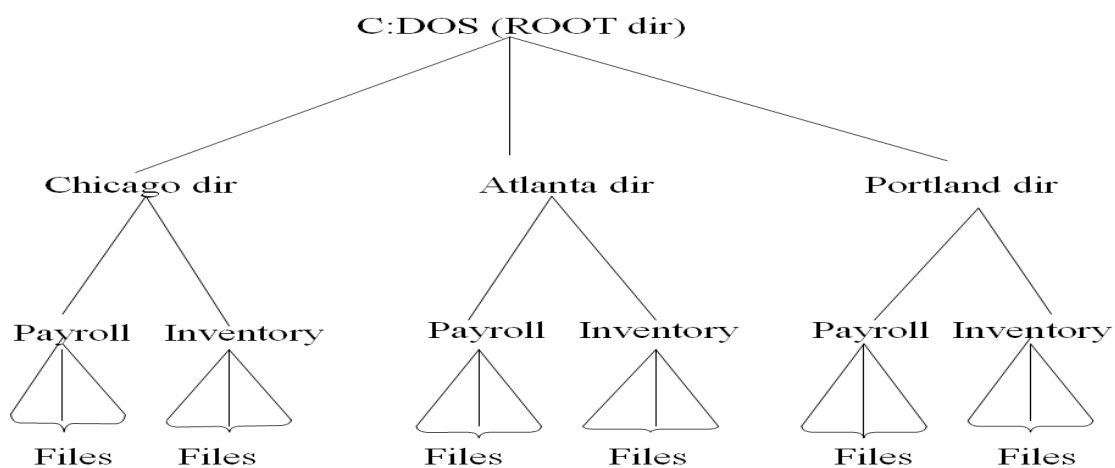 C:DOS (ROOT dir)
Chicago dir Atlanta dir Portland dir
Payroll Inventory Payroll Inventory Payroll Inventory
Files Files Files Files Files Files